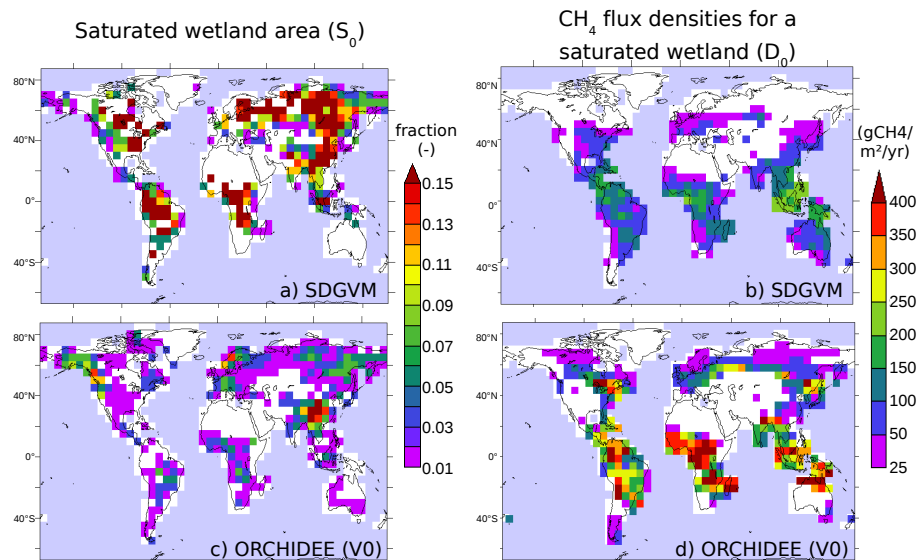 Saturated wetland area (S₀)
CH₄ flux densities for a
saturated wetland (D₀)
80°N
40°N
0°
40°S
a) SDGVM
fraction
(-)
0.15
0.13
0.11
0.09
0.07
0.05
0.03
0.01
80°N
40°N
0°
40°S
b) SDGVM
(gCH4/
m²/yr)
400
350
300
250
200
150
100
50
25
80°N
40°N
0°
40°S
c) ORCHIDEE (V0)
80°N
40°N
0°
40°S
d) ORCHIDEE (V0)